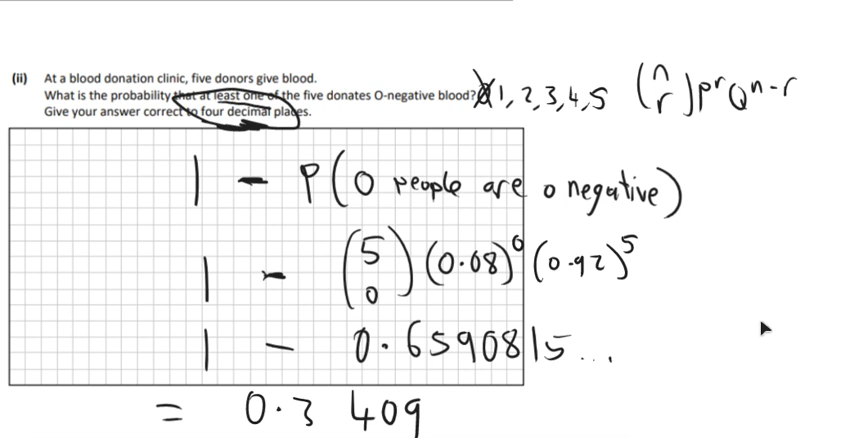 (ii) At a blood donation clinic, five donors give blood.
What is the probability that at least one of the five donates O-negative blood? 0 1, 2, 3, 4, 5 (n r) p^r Q^n-r
Give your answer correct to four decimal places.
1 - P(0 people are o negative)
1 - (5 0) (0.08)^0 (0.92)^5
1 - 0.6590815...
= 0.3409